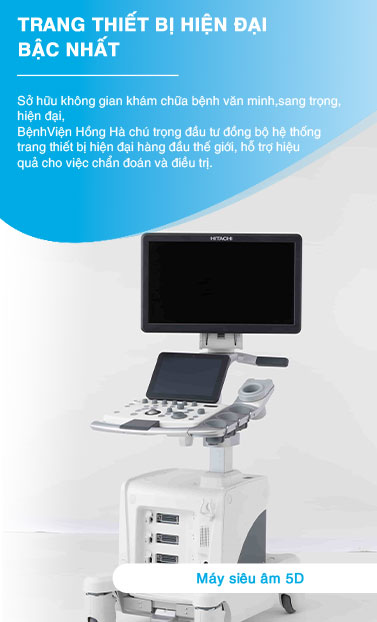 TRANG THIẾT BỊ HIỆN ĐẠI
BẬC NHẤT
Sở hữu không gian khám chữa bệnh văn minh,sang trọng,
hiện đại,
BệnhViện Hồng Hà chú trọng đầu tư đồng bộ hệ thống
trang thiết bị hiện đại hàng đầu thế giới, hỗ trợ hiệu
quả cho việc chẩn đoán và điều trị.
HITACHI
Máy siêu âm 5D